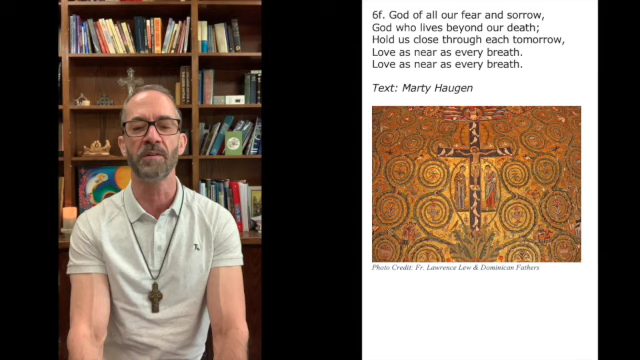 6f. God of all our fear and sorrow,
God who lives beyond our death;
Hold us close through each tomorrow,
Love as near as every breath.
Love as near as every breath.
Text: Marty Haugen
Photo Credit: Fr. Lawrence Lew & Dominican Fathers